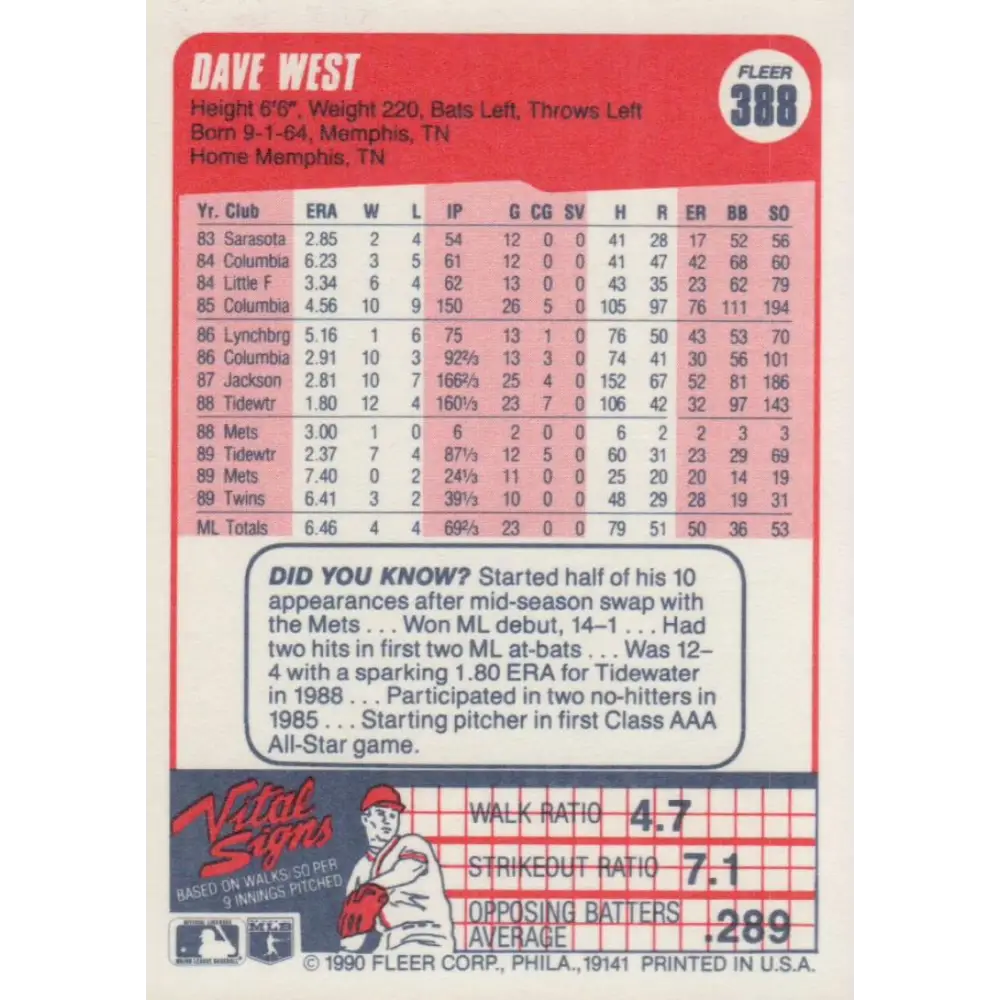 DAVE WEST
FLEER
388
Height 6'6", Weight 220, Bats Left, Throws Left
Born 9-1-64, Memphis, TN
Home Memphis, TN
Yr. Club ERA W L IP G CG SV H R ER BB SO
83 Sarasota 2.85 2 4 54 12 0 0 41 28 17 52 56
84 Columbia 6.23 3 5 61 12 0 0 41 47 42 68 60
84 Little F 3.34 6 4 62 13 0 0 43 35 23 62 79
85 Columbia 4.56 10 9 150 26 5 0 105 97 76 111 194
86 Lynchbrg 5.16 1 6 75 13 1 0 76 50 43 53 70
86 Columbia 2.91 10 3 92⅔ 13 3 0 74 41 30 56 101
87 Jackson 2.81 10 7 166⅔ 25 4 0 152 67 52 81 186
88 Tidewtr 1.80 12 4 160⅓ 23 7 0 106 42 32 97 143
88 Mets 3.00 1 0 6 2 0 0 6 2 2 3 3
89 Tidewtr 2.37 7 4 87⅓ 12 5 0 60 31 23 29 69
89 Mets 7.40 0 2 24⅓ 11 0 0 25 20 20 14 19
89 Twins 6.41 3 2 39⅓ 10 0 0 48 29 28 19 31
ML Totals 6.46 4 4 69⅔ 23 0 0 79 51 50 36 53
DID YOU KNOW? Started half of his 10
appearances after mid-season swap with
the Mets . . . Won ML debut, 14–1 . . . Had
two hits in first two ML at-bats . . . Was 12–
4 with a sparking 1.80 ERA for Tidewater
in 1988 . . . Participated in two no-hitters in
1985 . . . Starting pitcher in first Class AAA
All-Star game.
Vital
Signs
BASED ON WALKS/SO PER
9 INNINGS PITCHED
WALK RATIO 4.7
STRIKEOUT RATIO 7.1
OPPOSING BATTERS
AVERAGE .289
MLB
© 1990 FLEER CORP., PHILA., 19141 PRINTED IN U.S.A.